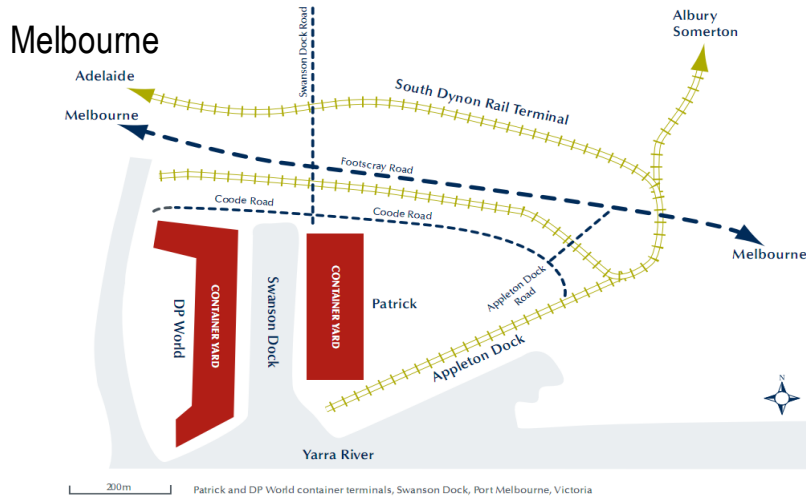 Melbourne
Albury
Somerton
Adelaide
Swanson Dock Road
South Dynon Rail Terminal
Melbourne
Footscray Road
Coode Road
Coode Road
Melbourne
Appleton Dock
Road
DP World
CONTAINER YARD
Swanson Dock
CONTAINER YARD
Patrick
Appleton Dock
N
Yarra River
200m
Patrick and DP World container terminals, Swanson Dock, Port Melbourne, Victoria